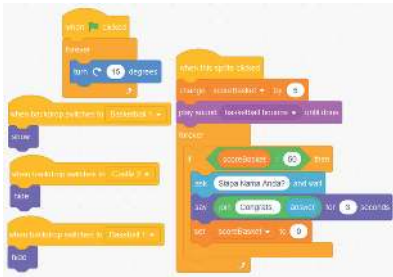 when clicked
forever
turn 15 degrees
when backdrop switches to Basketball 1
show
when backdrop switches to Castle 2
hide
when backdrop switches to Baseball 1
hide
when this sprite clicked
change scoreBasket by 5
play sound basketball bounce until done
forever
if scoreBasket 50 then
ask Siapa Nama Anda? and wait
say join Congrats, answer for 3 seconds
set scoreBasket to 0